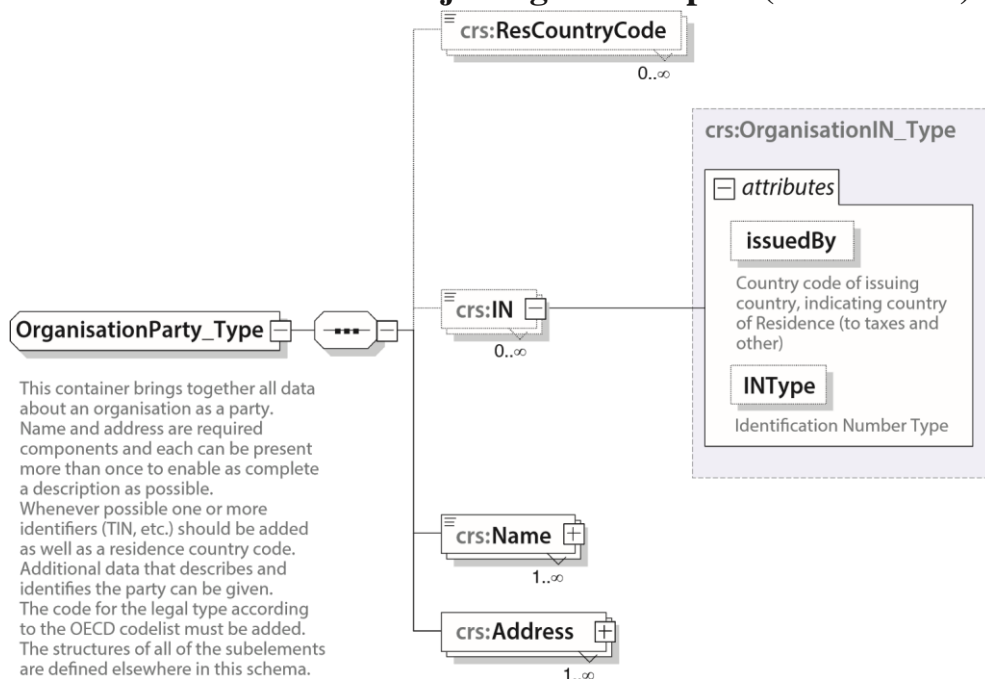 crs:ResCountryCode
0..∞
crs:OrganisationIN_Type
attributes
issuedBy
Country code of issuing
country, indicating country
of Residence (to taxes and
other)
crs:IN
0..∞
INType
Identification Number Type
OrganisationParty_Type
This container brings together all data
about an organisation as a party.
Name and address are required
components and each can be present
more than once to enable as complete
a description as possible.
Whenever possible one or more
identifiers (TIN, etc.) should be added
as well as a residence country code.
Additional data that describes and
identifies the party can be given.
The code for the legal type according
to the OECD codelist must be added.
The structures of all of the subelements
are defined elsewhere in this schema.
crs:Name
1..∞
crs:Address
1..∞